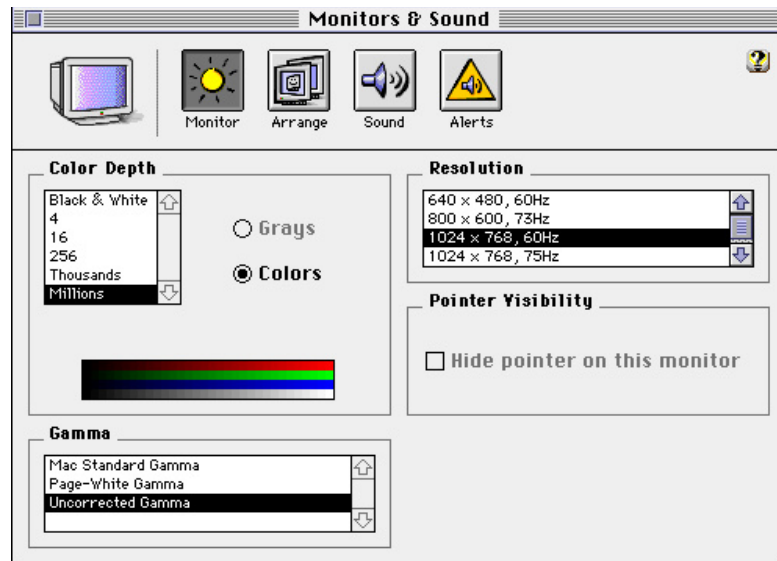 Monitors & Sound
Monitor
Arrange
Sound
Alerts
Color Depth
Black & White
4
16
256
Thousands
Millions
Grays
Colors
Resolution
640 x 480, 60Hz
800 x 600, 73Hz
1024 x 768, 60Hz
1024 x 768, 75Hz
Pointer Visibility
Hide pointer on this monitor
Gamma
Mac Standard Gamma
Page-White Gamma
Uncorrected Gamma